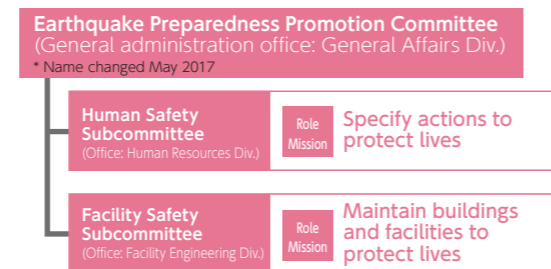 Earthquake Preparedness Promotion Committee
(General administration office: General Affairs Div.)
* Name changed May 2017
Human Safety
Subcommittee
(Office: Human Resources Div.)
Role
Mission
Specify actions to
protect lives
Facility Safety
Subcommittee
(Office: Facility Engineering Div.)
Role
Mission
Maintain buildings
and facilities to
protect lives